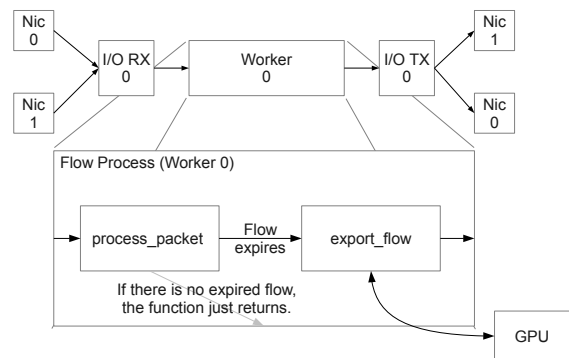 Nic
0
Nic
1
I/O RX
0
Worker
0
I/O TX
0
Nic
1
Nic
0
Flow Process (Worker 0)
process_packet
Flow
expires
export_flow
If there is no expired flow,
the function just returns.
GPU